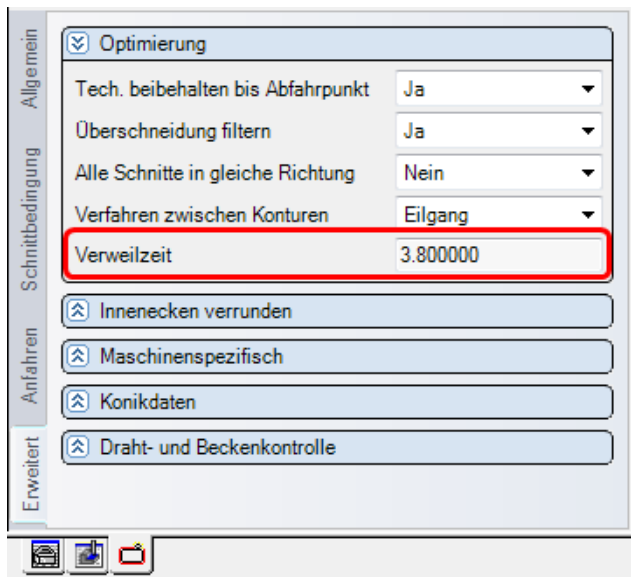 Allgemein
Schnittbedingung
Anfahren
Erweitert
Optimierung
Tech. beibehalten bis Abfahrpunkt Ja
Überschneidung filtern Ja
Alle Schnitte in gleiche Richtung Nein
Verfahren zwischen Konturen Eilgang
Verweilzeit 3.800000
Innenecken verrunden
Maschinenspezifisch
Konikdaten
Draht- und Beckenkontrolle